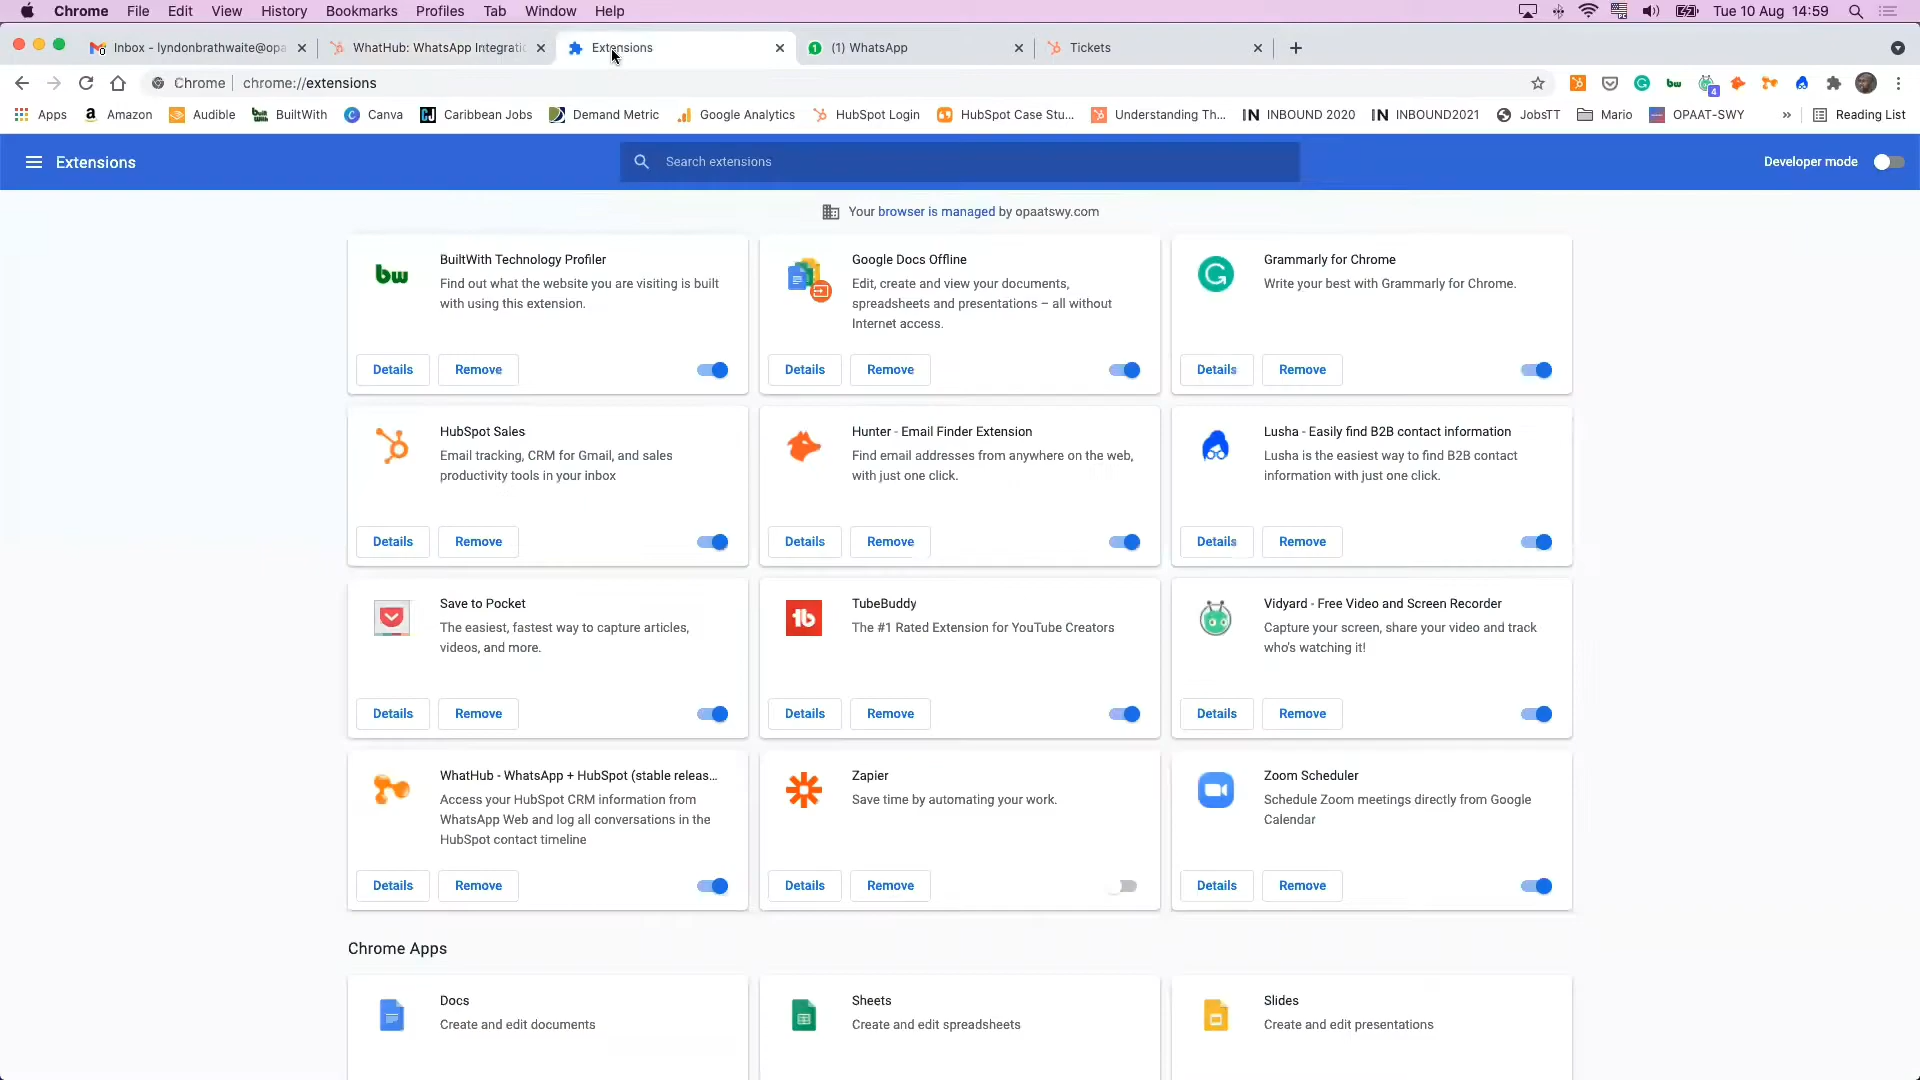 Chrome File Edit View History Bookmarks Profiles Tab Window Help Tue 10 Aug 14:59
Inbox - lyndonbrathwaite@opa WhatHub: WhatsApp Integratio Extensions (1) WhatsApp Tickets
Chrome chrome://extensions 4
Apps Amazon Audible BuiltWith Canva Caribbean Jobs Demand Metric Google Analytics HubSpot Login HubSpot Case Stu... Understanding Th... INBOUND 2020 INBOUND2021 JobsTT Mario OPAAT-SWY » Reading List
Extensions Search extensions Developer mode
Your browser is managed by opaatswy.com
bw
BuiltWith Technology Profiler
Find out what the website you are visiting is built
with using this extension.
Details Remove
Google Docs Offline
Edit, create and view your documents,
spreadsheets and presentations – all without
Internet access.
Details Remove
Grammarly for Chrome
Write your best with Grammarly for Chrome.
Details Remove
HubSpot Sales
Email tracking, CRM for Gmail, and sales
productivity tools in your inbox
Details Remove
Hunter - Email Finder Extension
Find email addresses from anywhere on the web,
with just one click.
Details Remove
Lusha - Easily find B2B contact information
Lusha is the easiest way to find B2B contact
information with just one click.
Details Remove
Save to Pocket
The easiest, fastest way to capture articles,
videos, and more.
Details Remove
tb
TubeBuddy
The #1 Rated Extension for YouTube Creators
Details Remove
Vidyard - Free Video and Screen Recorder
Capture your screen, share your video and track
who's watching it!
Details Remove
WhatHub - WhatsApp + HubSpot (stable releas...
Access your HubSpot CRM information from
WhatsApp Web and log all conversations in the
HubSpot contact timeline
Details Remove
Zapier
Save time by automating your work.
Details Remove
Zoom Scheduler
Schedule Zoom meetings directly from Google
Calendar
Details Remove
Chrome Apps
Docs
Create and edit documents
Sheets
Create and edit spreadsheets
Slides
Create and edit presentations